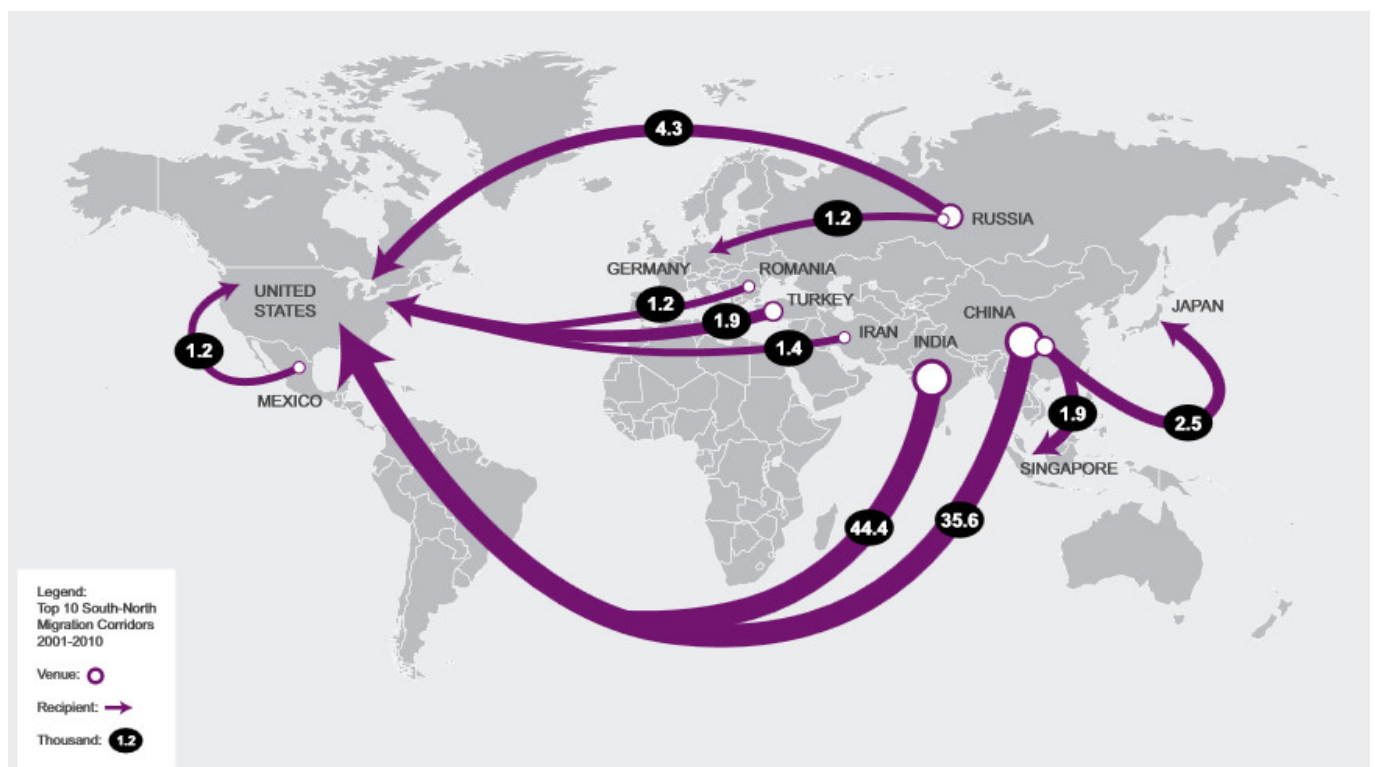 4.3
1.2
RUSSIA
GERMANY
ROMANIA
1.2
TURKEY
1.9
IRAN
1.4
UNITED
STATES
1.2
MEXICO
CHINA
INDIA
JAPAN
1.9
2.5
SINGAPORE
44.4
35.6
Legend:
Top 10 South-North
Migration Corridors
2001-2010
Venue:
Recipient:
Thousand: 1.2